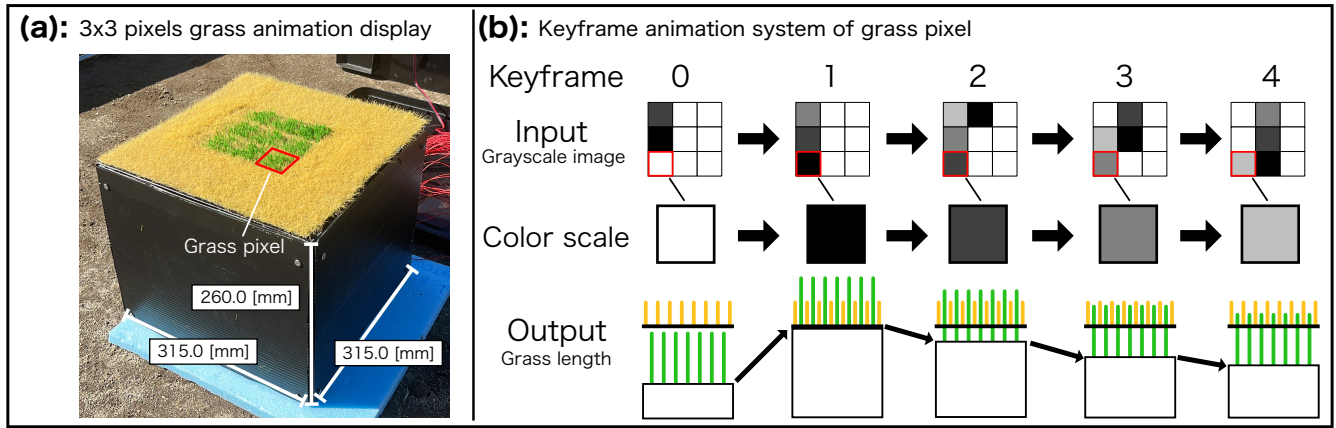 (a): 3x3 pixels grass animation display
Grass pixel
260.0 [mm]
315.0 [mm]
315.0 [mm]
(b): Keyframe animation system of grass pixel
Keyframe 0 1 2 3 4
Input
Grayscale image
Color scale
Output
Grass length